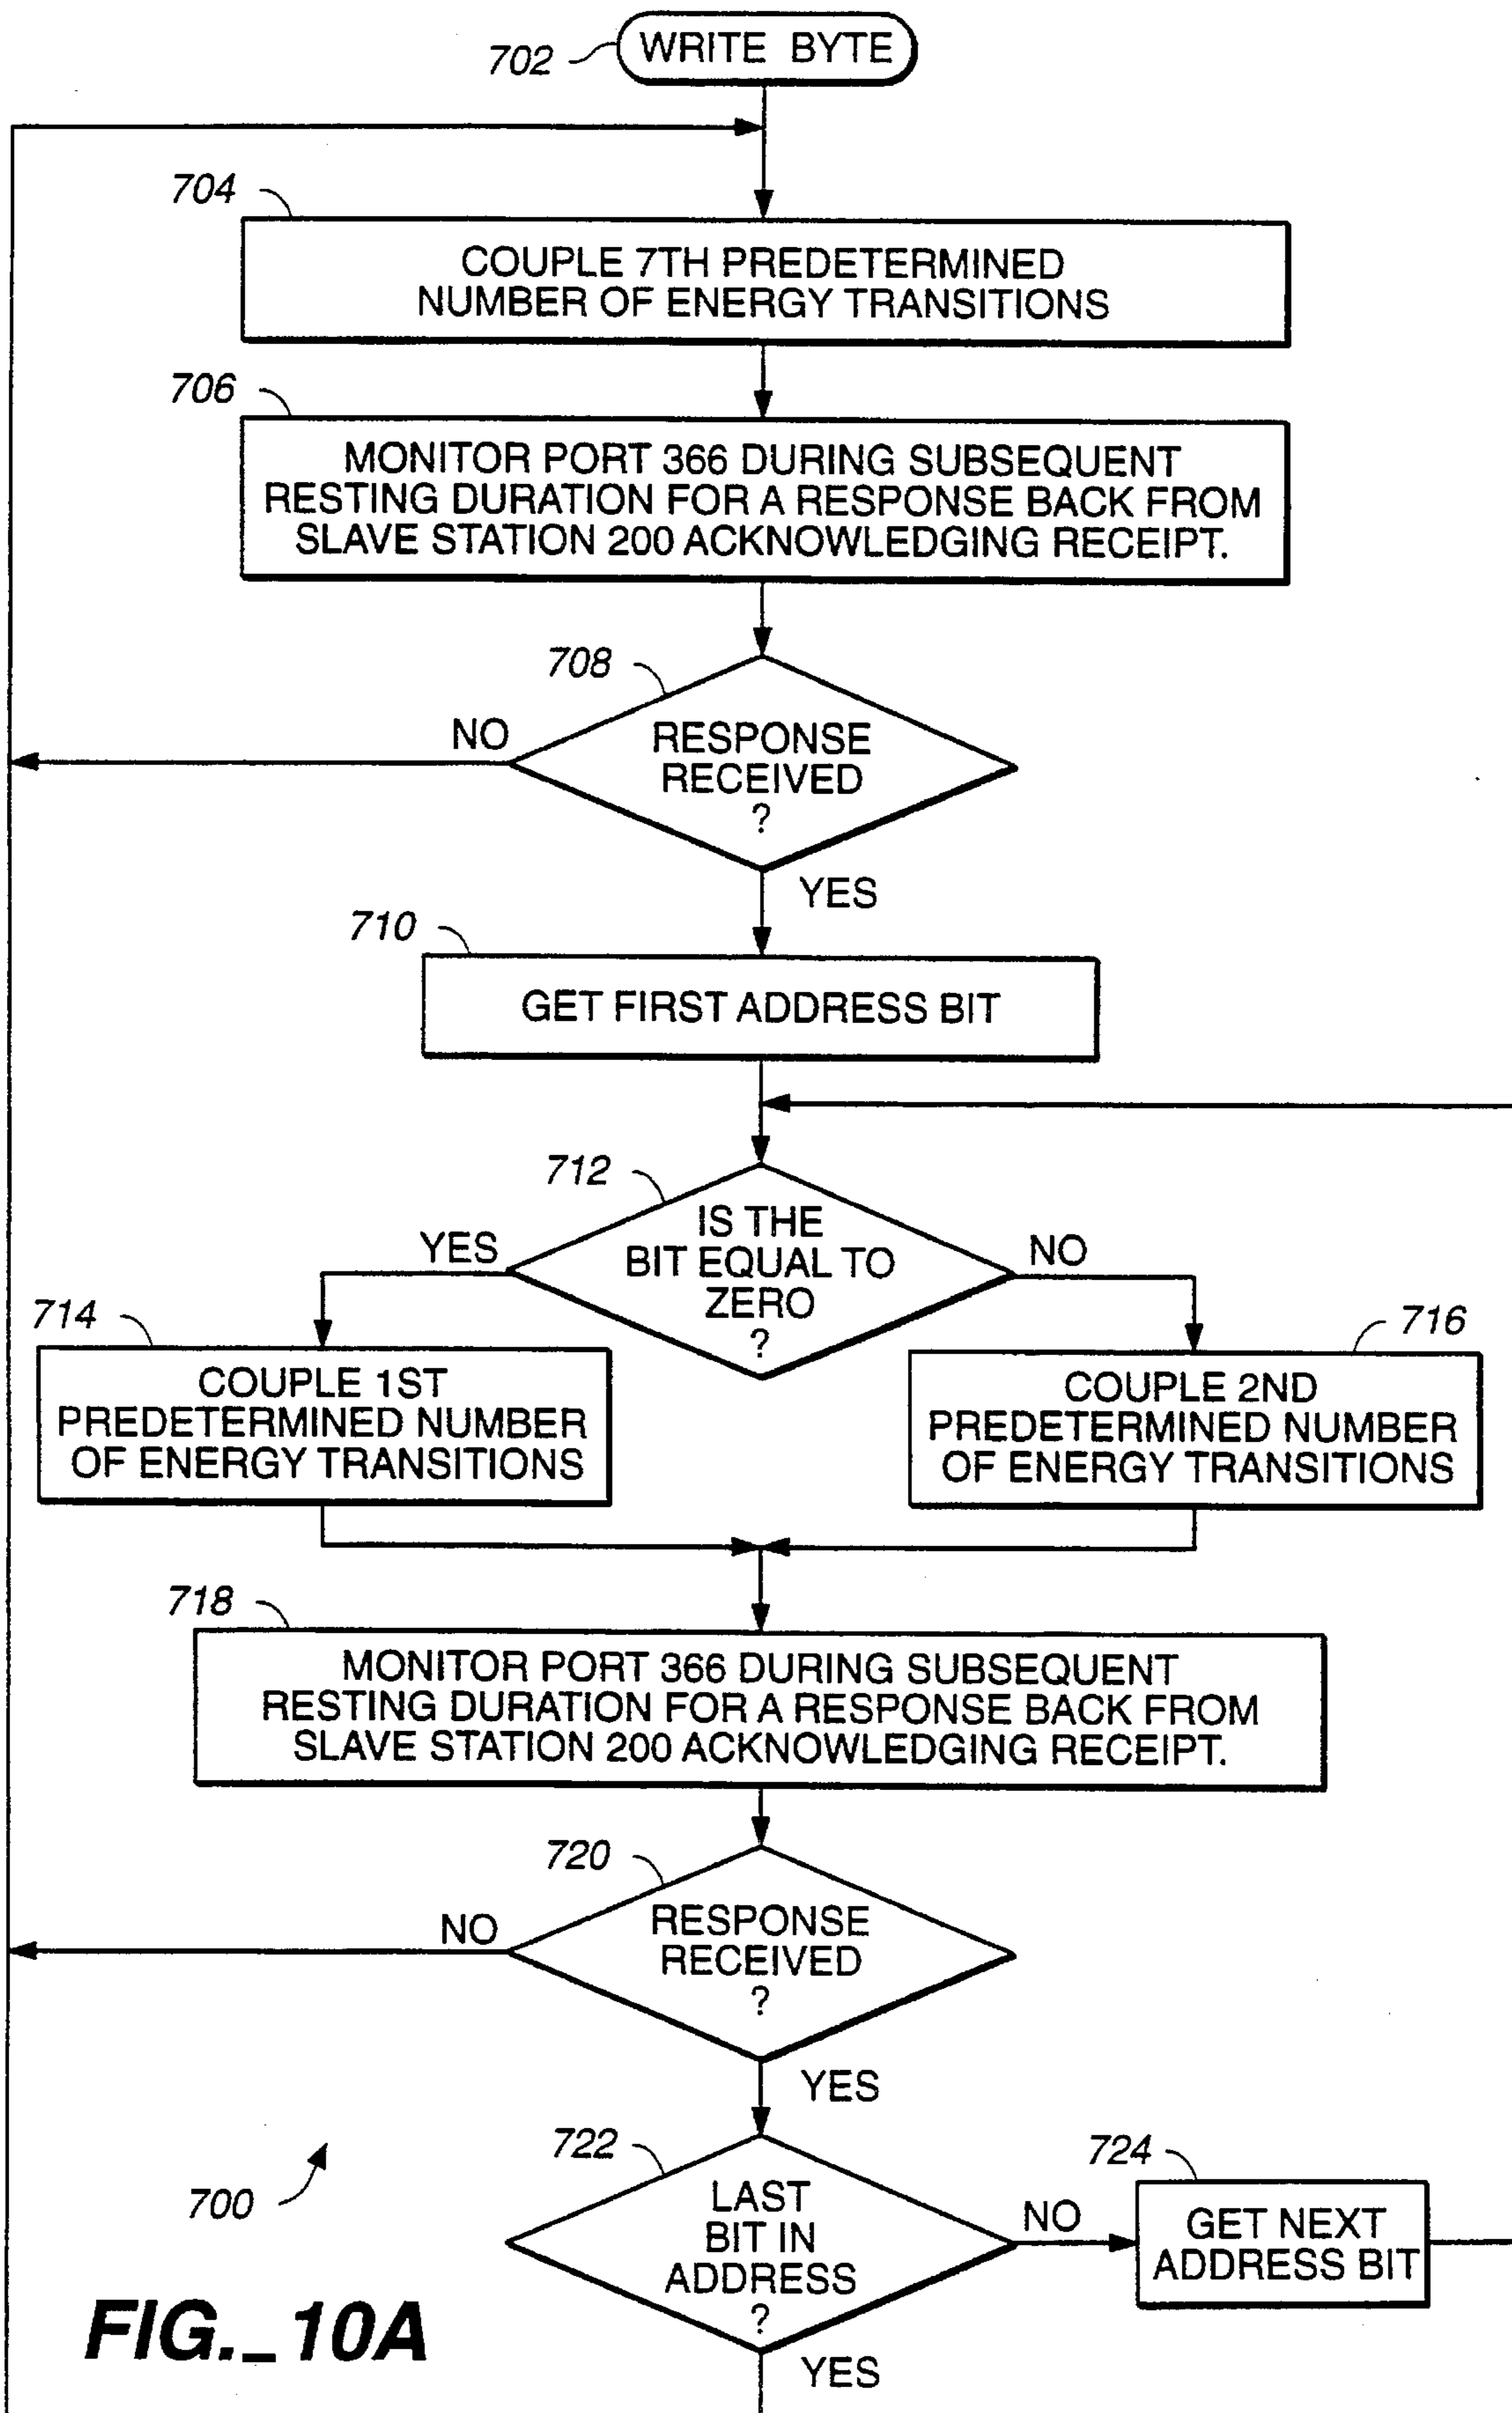 702
WRITE BYTE
704
COUPLE 7TH PREDETERMINED
NUMBER OF ENERGY TRANSITIONS
706
MONITOR PORT 366 DURING SUBSEQUENT
RESTING DURATION FOR A RESPONSE BACK FROM
SLAVE STATION 200 ACKNOWLEDGING RECEIPT.
708
NO
RESPONSE
RECEIVED
?
YES
710
GET FIRST ADDRESS BIT
712
YES
IS THE
BIT EQUAL TO
ZERO
?
NO
714
COUPLE 1ST
PREDETERMINED NUMBER
OF ENERGY TRANSITIONS
716
COUPLE 2ND
PREDETERMINED NUMBER
OF ENERGY TRANSITIONS
718
MONITOR PORT 366 DURING SUBSEQUENT
RESTING DURATION FOR A RESPONSE BACK FROM
SLAVE STATION 200 ACKNOWLEDGING RECEIPT.
720
NO
RESPONSE
RECEIVED
?
YES
722
LAST
BIT IN
ADDRESS
?
NO
724
GET NEXT
ADDRESS BIT
YES
700
FIG._10A